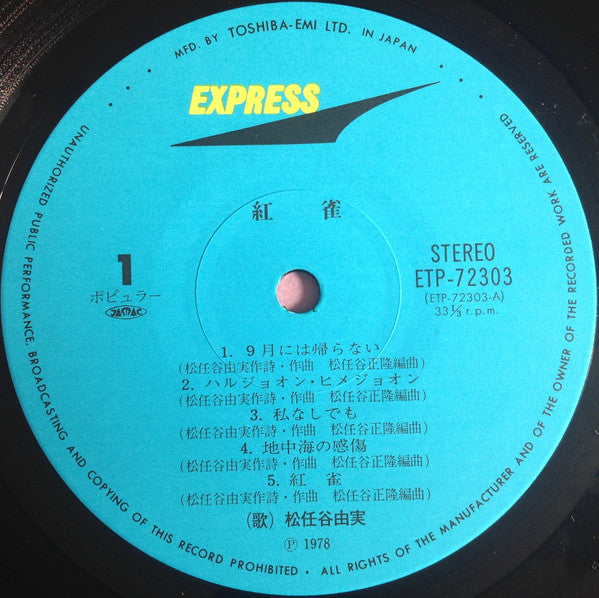 MFD. BY TOSHIBA-EMI LTD. IN JAPAN
EXPRESS
紅 雀
1
ポピュラー
JASRAC
STEREO
ETP-72303
(ETP-72303-A)
33⅓ r.p.m.
1. 9月には帰らない
(松任谷由実作詩・作曲 松任谷正隆編曲)
2. ハルジョオン・ヒメジョオン
(松任谷由実作詩・作曲 松任谷正隆編曲)
3. 私なしでも
(松任谷由実作詩・作曲 松任谷正隆編曲)
4. 地中海の感傷
(松任谷由実作詩・作曲 松任谷正隆編曲)
5. 紅 雀
(松任谷由実作詩・作曲 松任谷正隆編曲)
(歌) 松任谷由実
Ⓟ 1978
UNAUTHORIZED PUBLIC PERFORMANCE, BROADCASTING AND COPYING OF THIS RECORD PROHIBITED • ALL RIGHTS OF THE MANUFACTURER AND OF THE OWNER OF THE RECORDED WORK ARE RESERVED